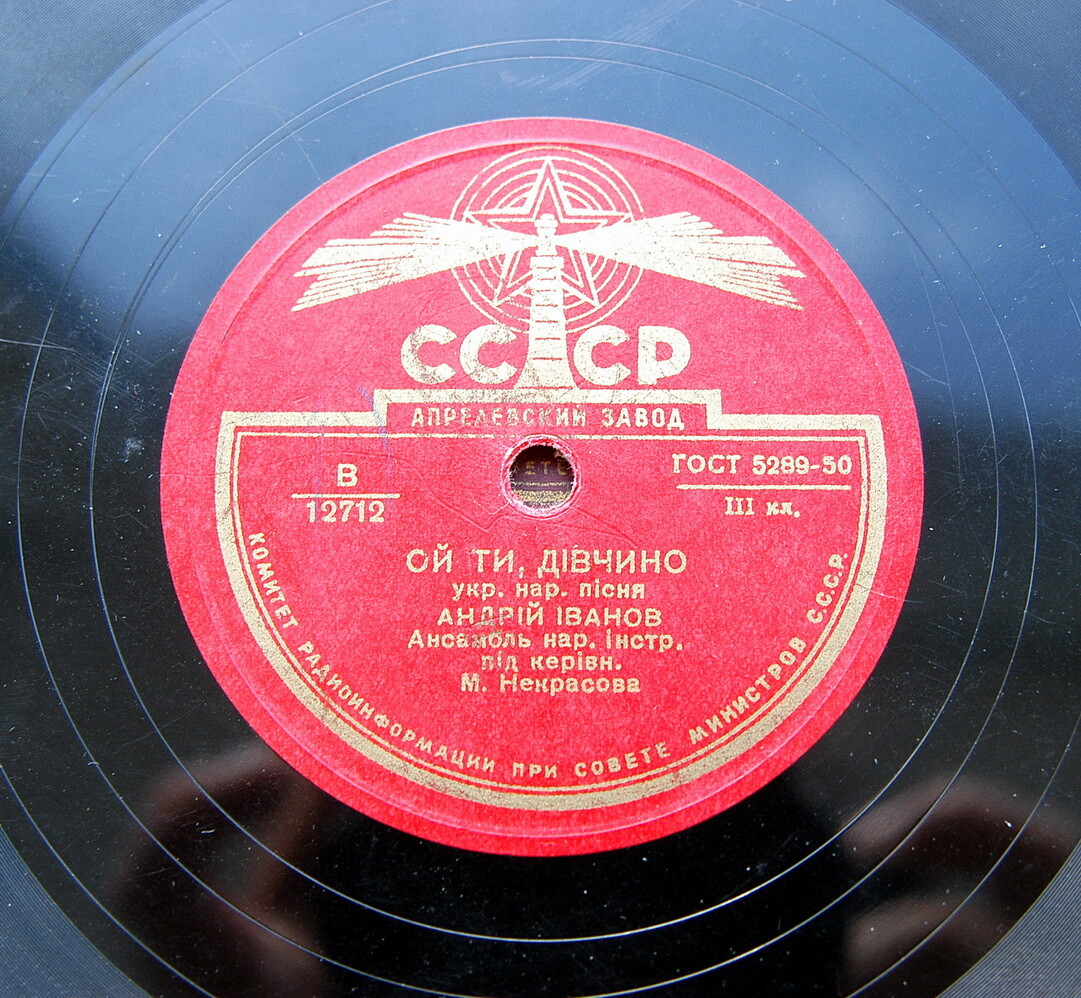 СССР
АПРЕЛЕВСКИЙ ЗАВОД
В
12712
ГОСТ 5289-50
III кл.
ОЙ ТИ, ДІВЧИНО
укр. нар. пісня
АНДРІЙ ІВАНОВ
Ансамбль нар. інстр.
під керівн.
М. Некрасова
КОМИТЕТ РАДИОИНФОРМАЦИИ ПРИ СОВЕТЕ МИНИСТРОВ С.С.С.Р.